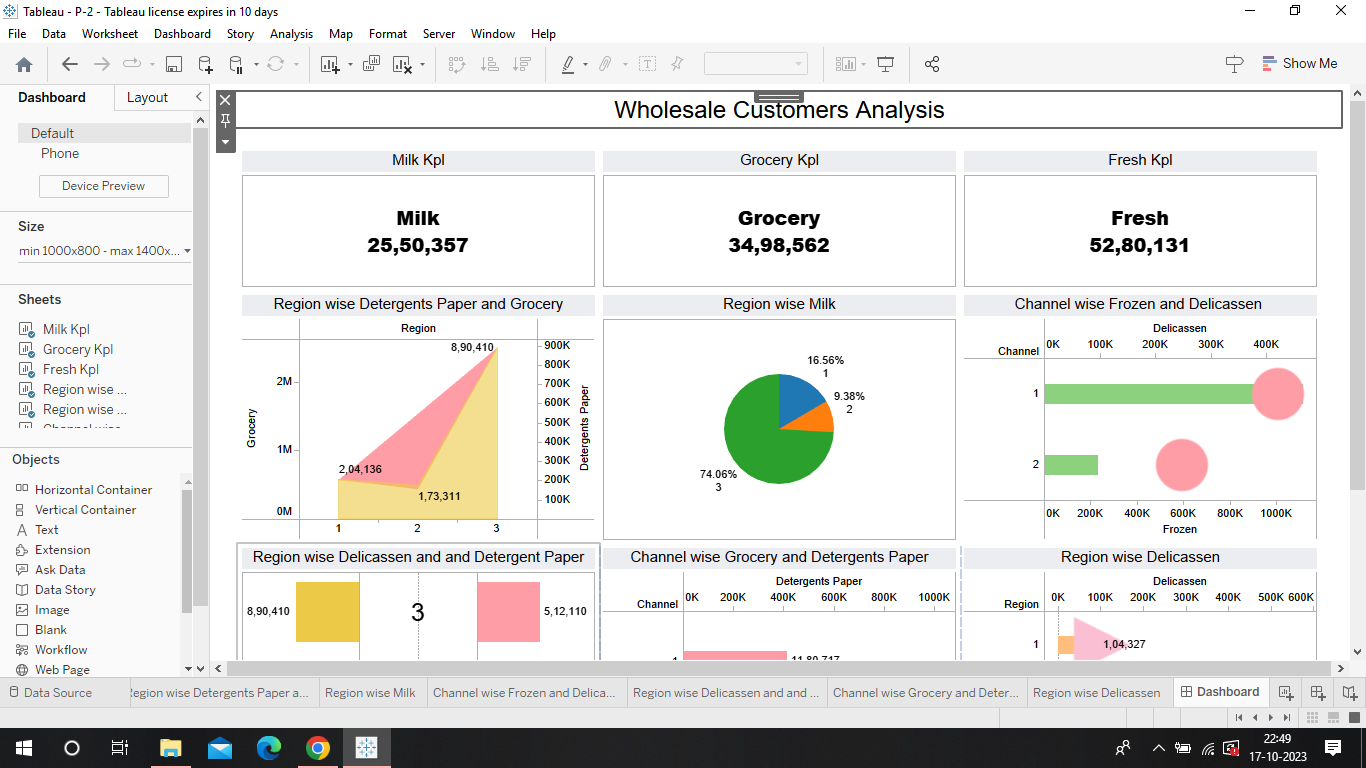 Tableau - P-2 - Tableau license expires in 10 days
File Data Worksheet Dashboard Story Analysis Map Format Server Window Help
Show Me
Dashboard Layout
Default
Phone
Device Preview
Size
min 1000x800 - max 1400x...
Sheets
Milk Kpl
Grocery Kpl
Fresh Kpl
Region wise ...
Region wise ...
Objects
Horizontal Container
Vertical Container
Text
Extension
Ask Data
Data Story
Image
Blank
Workflow
Web Page
Wholesale Customers Analysis
Milk Kpl
Milk
25,50,357
Grocery Kpl
Grocery
34,98,562
Fresh Kpl
Fresh
52,80,131
Region wise Detergents Paper and Grocery
Region
8,90,410
2,04,136
1,73,311
Grocery
2M
1M
0M
1 2 3
900K
800K
700K
600K
500K
400K
300K
200K
100K
Detergents Paper
Region wise Milk
16.56%
1
9.38%
2
74.06%
3
Channel wise Frozen and Delicassen
Delicassen
Channel
0K 100K 200K 300K 400K
1
2
0K 200K 400K 600K 800K 1000K
Frozen
Region wise Delicassen and and Detergent Paper
8,90,410 3 5,12,110
Channel wise Grocery and Detergents Paper
Detergents Paper
Channel
0K 200K 400K 600K 800K 1000K
Region wise Delicassen
Delicassen
Region
0K 100K 200K 300K 400K 500K 600K
1 1,04,327
Data Source
Region wise Detergents Paper a...
Region wise Milk
Channel wise Frozen and Delica...
Region wise Delicassen and and ...
Channel wise Grocery and Deter...
Region wise Delicassen
Dashboard
22:49
17-10-2023